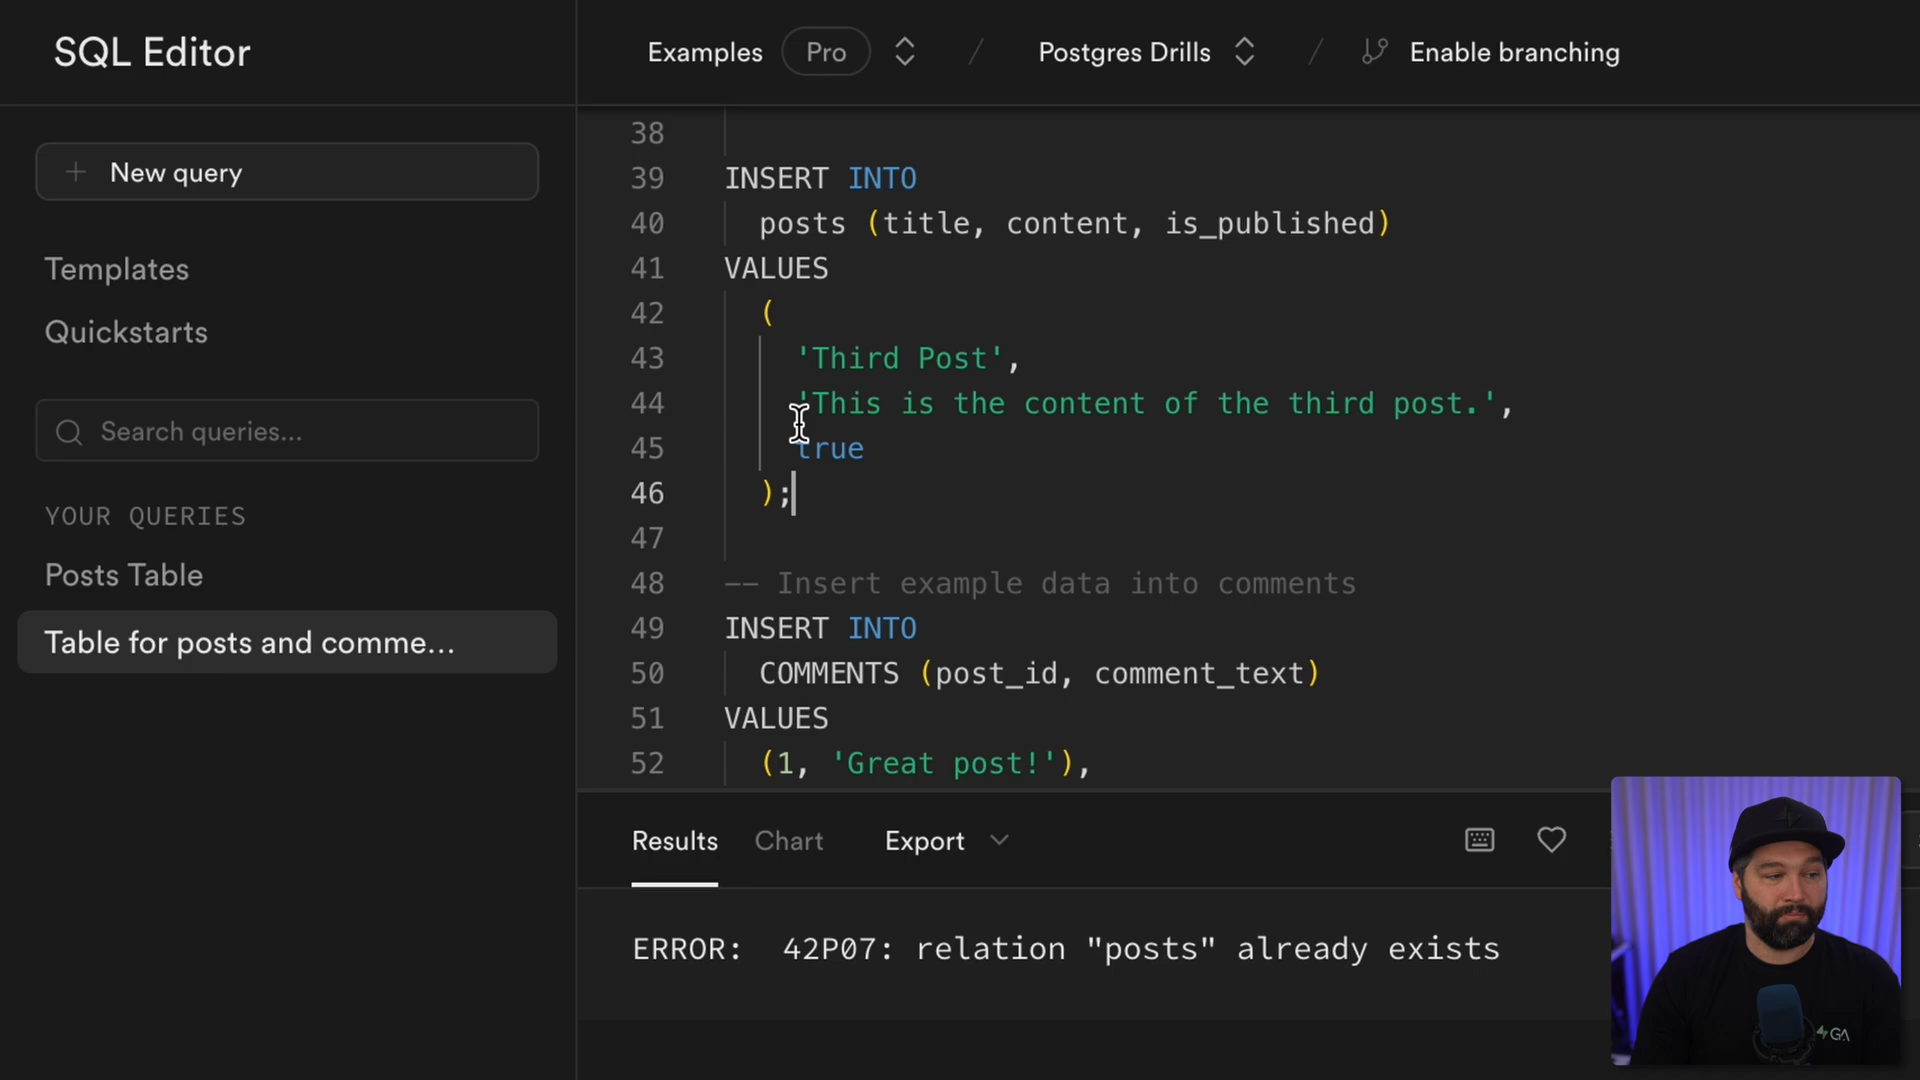 SQL Editor
Examples Pro / Postgres Drills / Enable branching
New query
Templates
Quickstarts
Search queries...
YOUR QUERIES
Posts Table
Table for posts and comme...
38
39 INSERT INTO
40 posts (title, content, is_published)
41 VALUES
42 (
43 'Third Post',
44 'This is the content of the third post.',
45 true
46 );
47
48 -- Insert example data into comments
49 INSERT INTO
50 COMMENTS (post_id, comment_text)
51 VALUES
52 (1, 'Great post!'),
Results Chart Export
ERROR: 42P07: relation "posts" already exists
GA